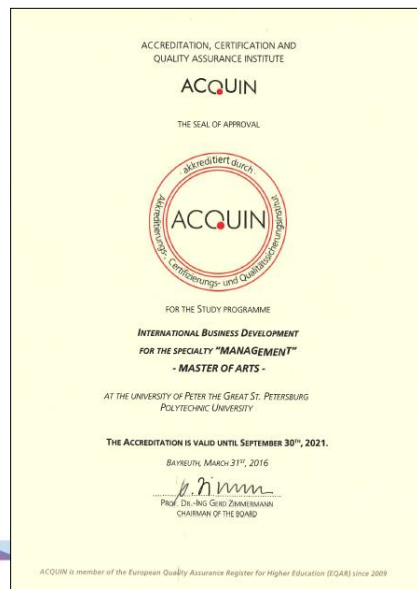 ACCREDITATION, CERTIFICATION AND
QUALITY ASSURANCE INSTITUTE
ACQUIN
THE SEAL OF APPROVAL
· akkreditiert durch ·
Akkreditierungs-, Certifizierungs- und Qualitätssicherungsinstitut
ACQUIN
FOR THE STUDY PROGRAMME
INTERNATIONAL BUSINESS DEVELOPMENT
FOR THE SPECIALTY "MANAGEMENT"
- MASTER OF ARTS -
AT THE UNIVERSITY OF PETER THE GREAT ST. PETERSBURG
POLYTECHNIC UNIVERSITY
THE ACCREDITATION IS VALID UNTIL SEPTEMBER 30TH, 2021.
BAYREUTH, MARCH 31ST, 2016
PROF. DR.-ING GERD ZIMMERMANN
CHAIRMAN OF THE BOARD
ACQUIN is member of the European Quality Assurance Register for Higher Education (EQAR) since 2009